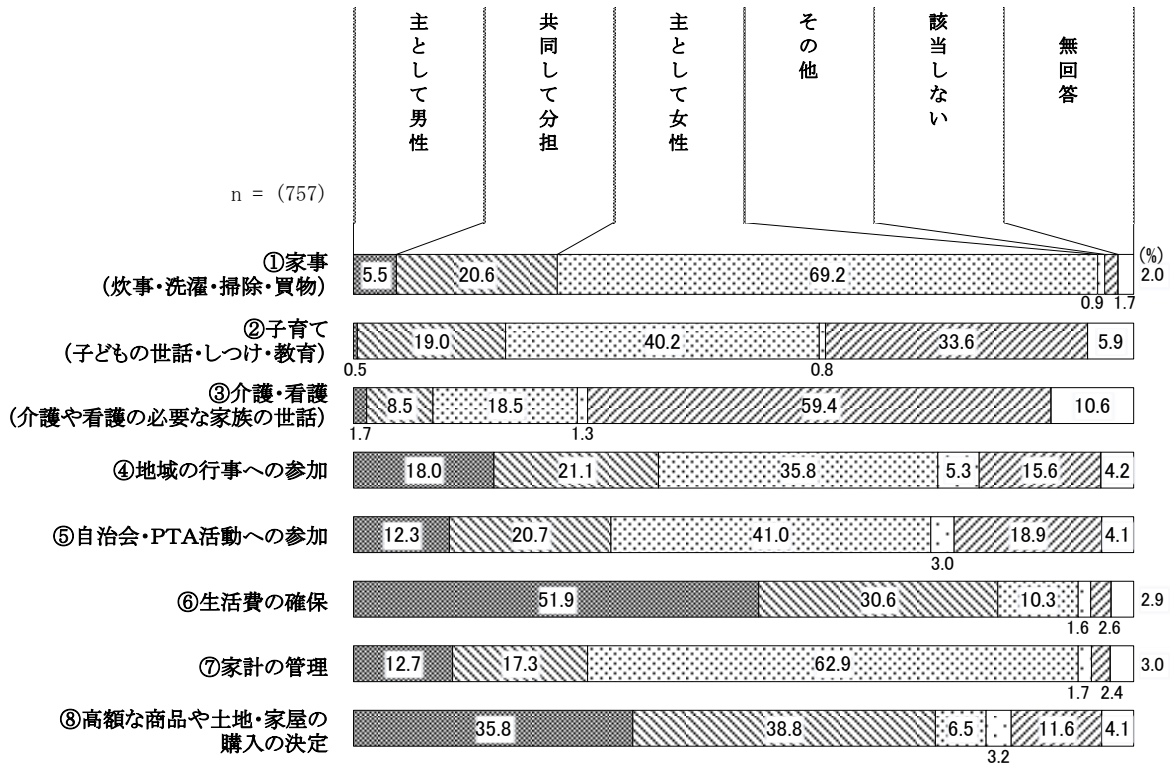 主として男性
共同して分担
主として女性
その他
該当しない
無回答
n = (757)
(%)
①家事
(炊事・洗濯・掃除・買物)
5.5 20.6 69.2 0.9 1.7 2.0
②子育て
(子どもの世話・しつけ・教育)
0.5 19.0 40.2 0.8 33.6 5.9
③介護・看護
(介護や看護の必要な家族の世話)
1.7 8.5 18.5 1.3 59.4 10.6
④地域の行事への参加
18.0 21.1 35.8 5.3 15.6 4.2
⑤自治会・PTA活動への参加
12.3 20.7 41.0 3.0 18.9 4.1
⑥生活費の確保
51.9 30.6 10.3 1.6 2.6 2.9
⑦家計の管理
12.7 17.3 62.9 1.7 2.4 3.0
⑧高額な商品や土地・家屋の
購入の決定
35.8 38.8 6.5 3.2 11.6 4.1